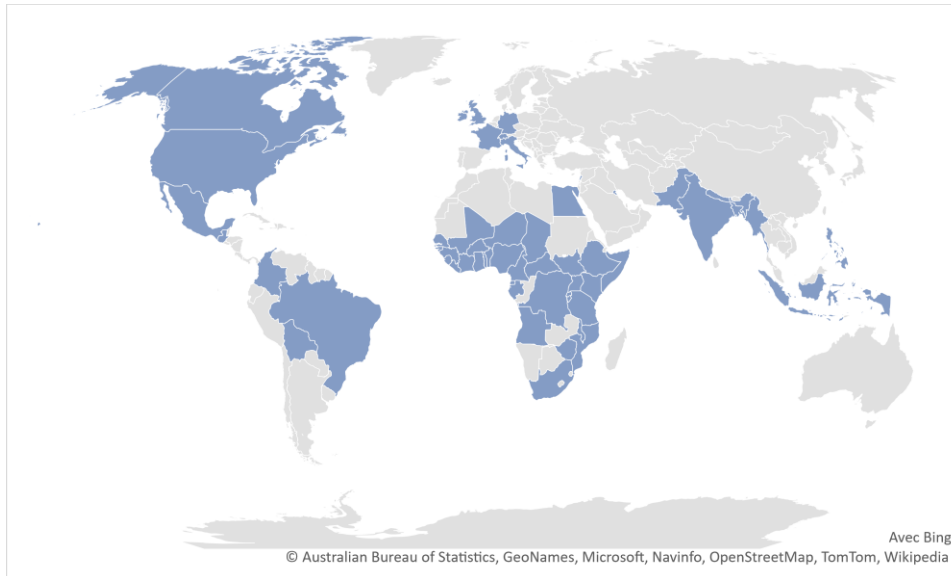 Avec Bing
© Australian Bureau of Statistics, GeoNames, Microsoft, Navinfo, OpenStreetMap, TomTom, Wikipedia